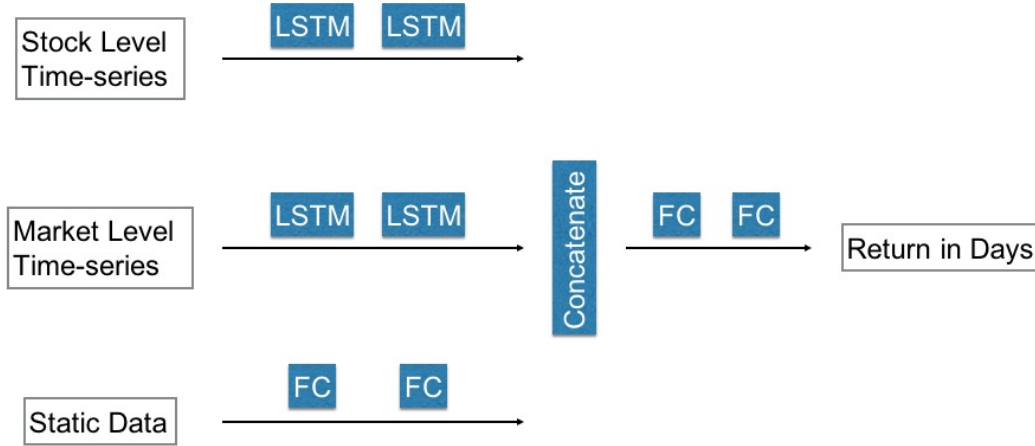 LSTM LSTM
Stock Level
Time-series
LSTM LSTM
Market Level
Time-series
Concatenate
FC FC
Return in Days
FC FC
Static Data